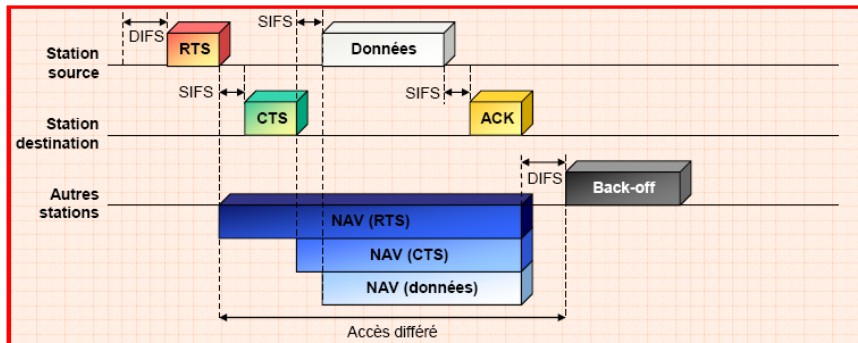 DIFS
RTS
SIFS
Données
Station
source
SIFS
CTS
SIFS
ACK
Station
destination
DIFS
Back-off
Autres
stations
NAV (RTS)
NAV (CTS)
NAV (données)
Accès différé